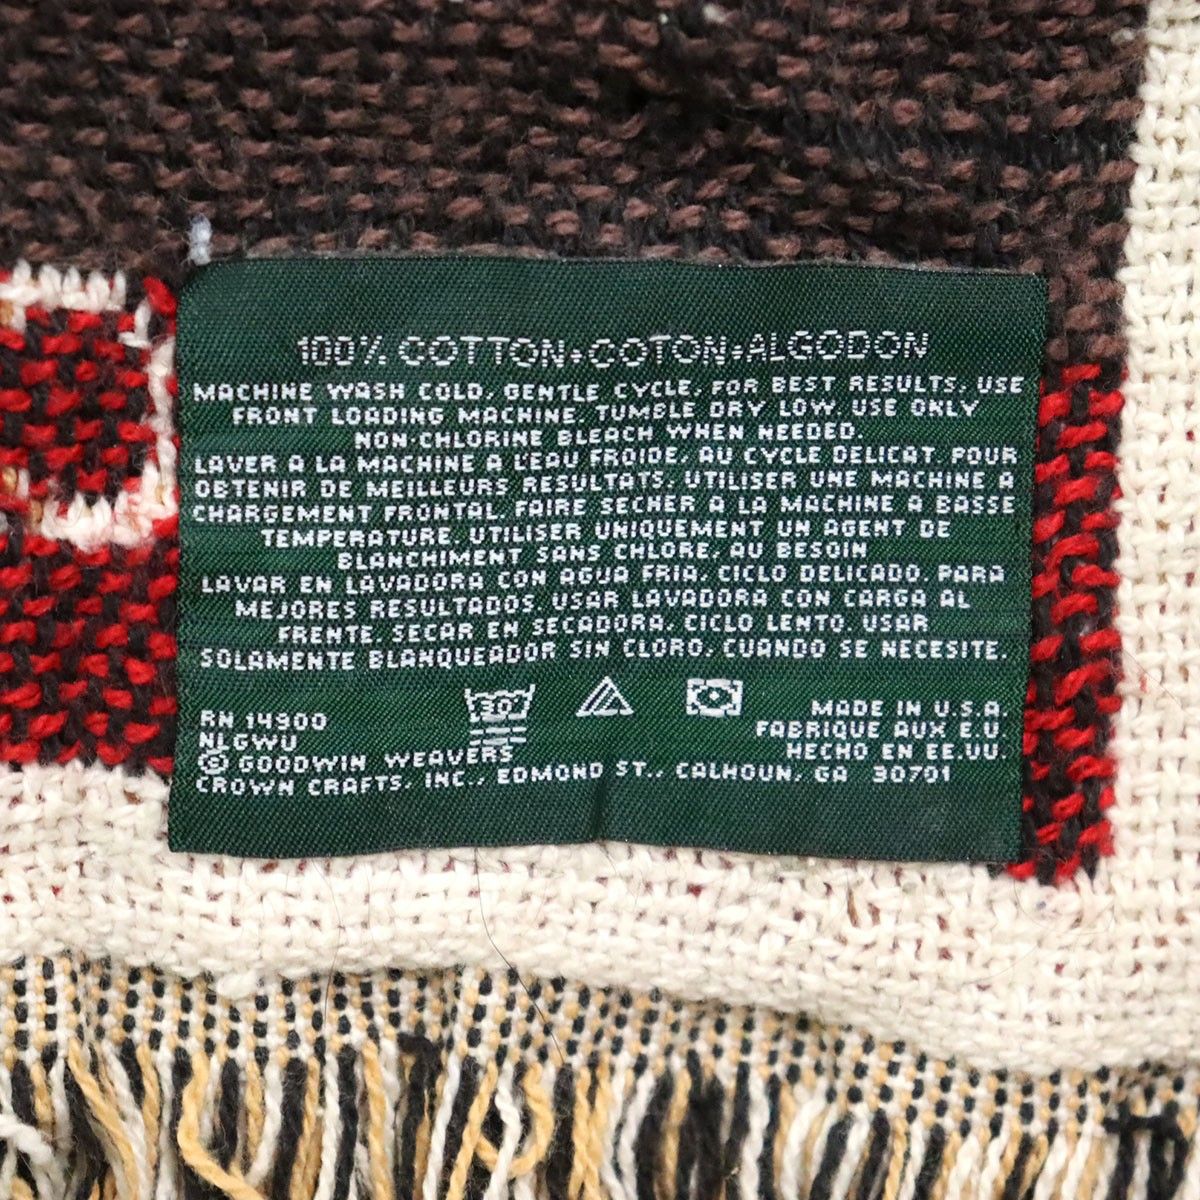 100% COTTON•COTON•ALGODON
MACHINE WASH COLD, GENTLE CYCLE, FOR BEST RESULTS, USE
FRONT LOADING MACHINE. TUMBLE DRY LOW. USE ONLY
NON-CHLORINE BLEACH WHEN NEEDED.
LAVER A LA MACHINE A L'EAU FROIDE, AU CYCLE DELICAT. POUR
OBTENIR DE MEILLEURS RESULTATS. UTILISER UNE MACHINE A
CHARGEMENT FRONTAL. FAIRE SECHER A LA MACHINE A BASSE
TEMPERATURE. UTILISER UNIQUEMENT UN AGENT DE
BLANCHIMENT SANS CHLORE, AU BESOIN
LAVAR EN LAVADORA CON AGUA FRIA, CICLO DELICADO. PARA
MEJORES RESULTADOS. USAR LAVADORA CON CARGA AL
FRENTE. SECAR EN SECADORA. CICLO LENTO. USAR
SOLAMENTE BLANQUEADOR SIN CLORO, CUANDO SE NECESITE.
30°
RN 14900
NLGWU
© GOODWIN WEAVERS
MADE IN U.S.A.
FABRIQUE AUX E.U
HECHO EN EE.UU.
CROWN CRAFTS, INC., EDMOND ST., CALHOUN, GA 30701